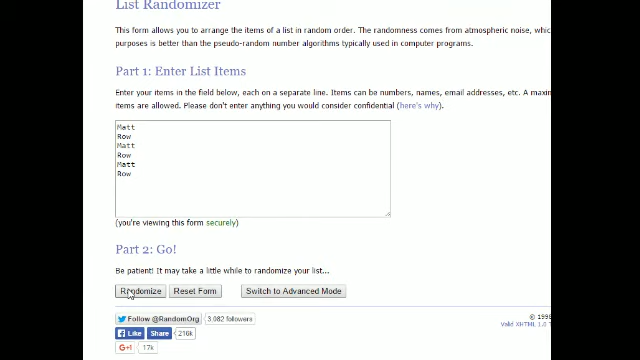 List Randomizer
This form allows you to arrange the items of a list in random order. The randomness comes from atmospheric noise, whic
purposes is better than the pseudo-random number algorithms typically used in computer programs.
Part 1: Enter List Items
Enter your items in the field below, each on a separate line. Items can be numbers, names, email addresses, etc. A maxim
items are allowed. Please don't enter anything you would consider confidential (here's why).
Matt
Row
Matt
Row
Matt
Row
(you're viewing this form securely)
Part 2: Go!
Be patient! It may take a little while to randomize your list...
Randomize Reset Form Switch to Advanced Mode
Follow @RandomOrg 3,082 followers
© 1998
Like Share 216k
Valid XHTML 1.0 T
G+1 17k